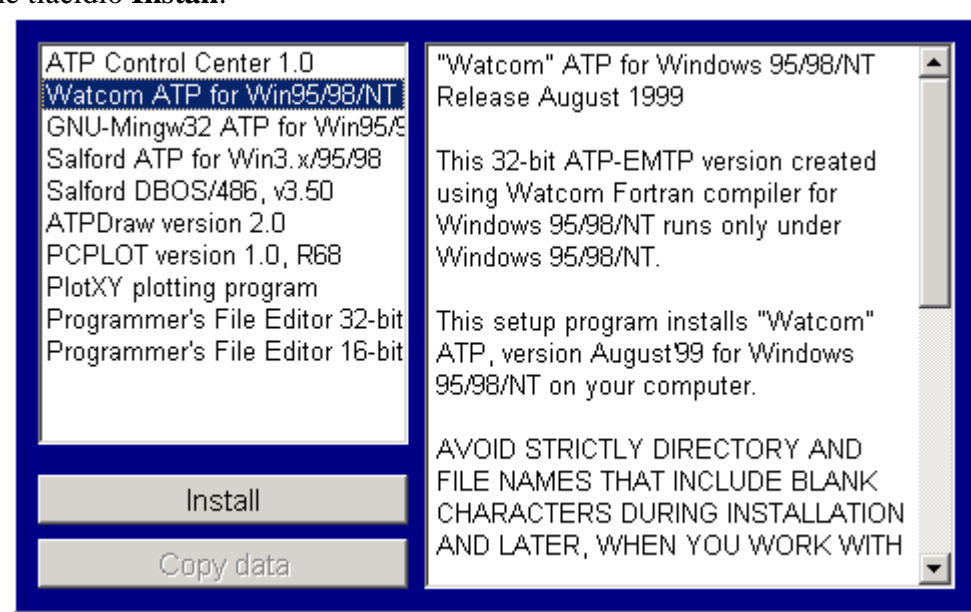 Install.
ATP Control Center 1.0
Watcom ATP for Win95/98/NT
GNU-Mingw32 ATP for Win95/9
Salford ATP for Win3.x/95/98
Salford DBOS/486, v3.50
ATPDraw version 2.0
PCPLOT version 1.0, R68
PlotXY plotting program
Programmer's File Editor 32-bit
Programmer's File Editor 16-bit
Install
Copy data
"Watcom" ATP for Windows 95/98/NT
Release August 1999
This 32-bit ATP-EMTP version created
using Watcom Fortran compiler for
Windows 95/98/NT runs only under
Windows 95/98/NT.
This setup program installs "Watcom"
ATP, version August'99 for Windows
95/98/NT on your computer.
AVOID STRICTLY DIRECTORY AND
FILE NAMES THAT INCLUDE BLANK
CHARACTERS DURING INSTALLATION
AND LATER, WHEN YOU WORK WITH